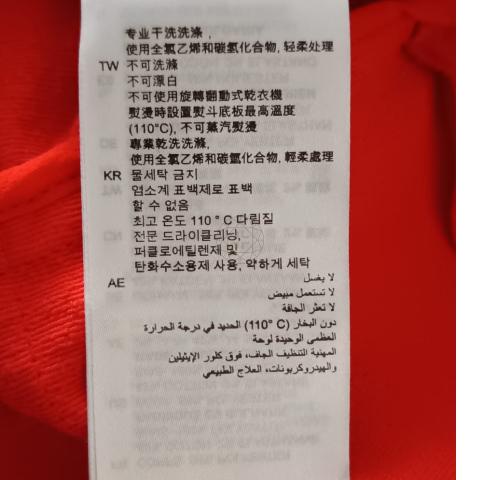 专业干洗洗涤，
使用全氯乙烯和碳氢化合物, 轻柔处理
TW 不可洗滌
不可漂白
不可使用旋轉翻動式乾衣機
熨燙時設置熨斗底板最高溫度
(110°C), 不可蒸汽熨燙
專業乾洗洗滌,
使用全氯乙烯和碳氫化合物, 輕柔處理
KR 물세탁 금지
염소계 표백제로 표백
할 수 없음
최고 온도 110 ° C 다림질
전문 드라이클리닝,
퍼클로에틸렌제 및
탄화수소용제 사용, 약하게 세탁
AE لا يغسل
لا تستعمل مبيض
لا تعثر الجافة
دون البخار (110° C) الحديد في درجة الحرارة
العظمى الوحيدة لوحة
المهنية التنظيف الجاف، فوق كلور الإيثيلين
والهيدروكربونات، العلاج الطبيعي